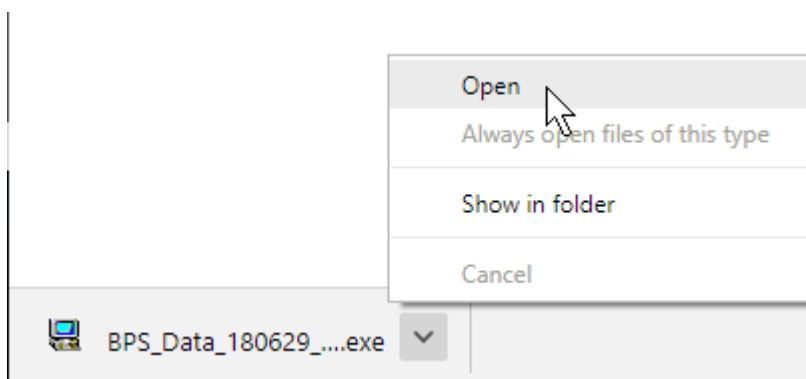 Open
Always open files of this type
Show in folder
Cancel
BPS_Data_180629_....exe